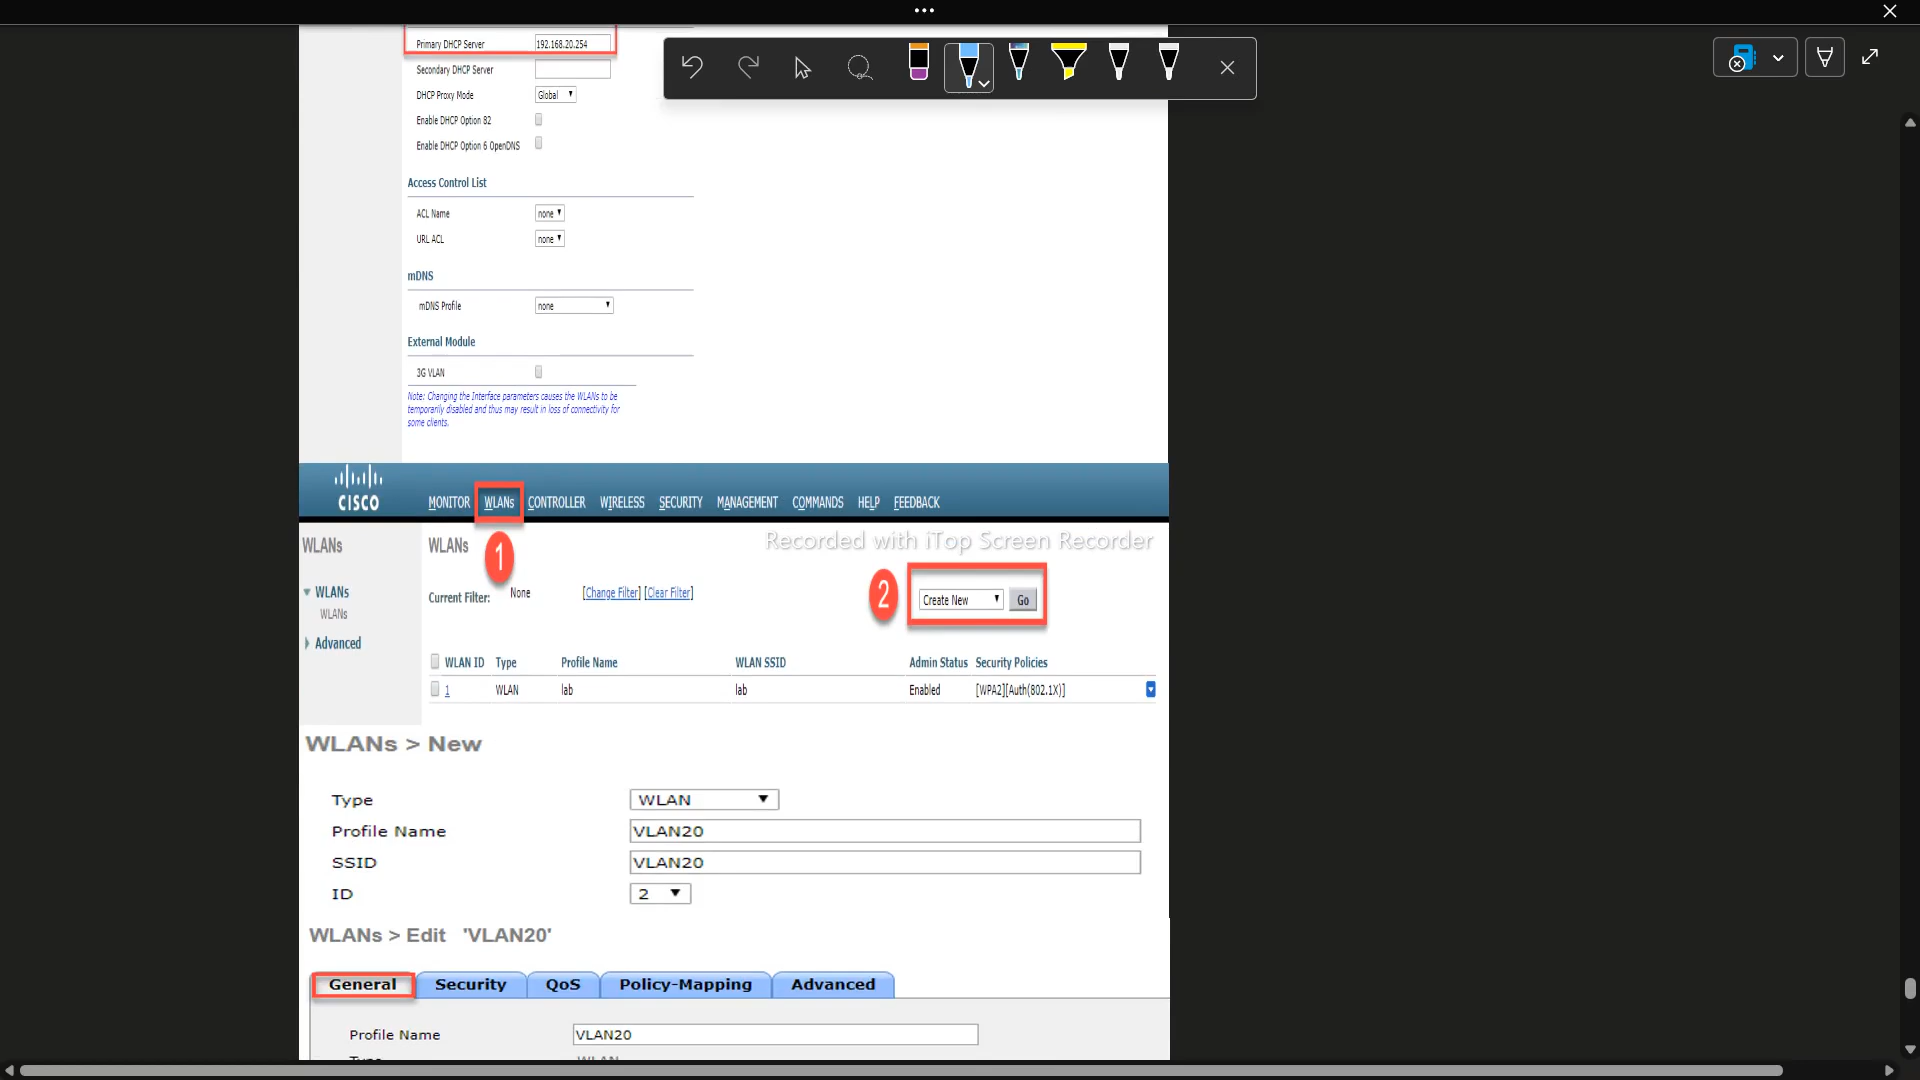 Primary DHCP Server 192.168.20.254
Secondary DHCP Server
DHCP Proxy Mode Global
Enable DHCP Option 82
Enable DHCP Option 6 OpenDNS
Access Control List
ACL Name none
URL ACL none
mDNS
mDNS Profile none
External Module
3G VLAN
Note: Changing the Interface parameters causes the WLANs to be
temporarily disabled and thus may result in loss of connectivity for
some clients.
CISCO MONITOR WLANs CONTROLLER WIRELESS SECURITY MANAGEMENT COMMANDS HELP FEEDBACK
WLANs WLANs 1 Recorded with iTop Screen Recorder
WLANs Current Filter: None [Change Filter] [Clear Filter] 2 Create New Go
WLANs
Advanced
WLAN ID Type Profile Name WLAN SSID Admin Status Security Policies
1 WLAN lab lab Enabled [WPA2][Auth(802.1X)]
WLANs > New
Type WLAN
Profile Name VLAN20
SSID VLAN20
ID 2
WLANs > Edit 'VLAN20'
General Security QoS Policy-Mapping Advanced
Profile Name VLAN20
Type WLAN